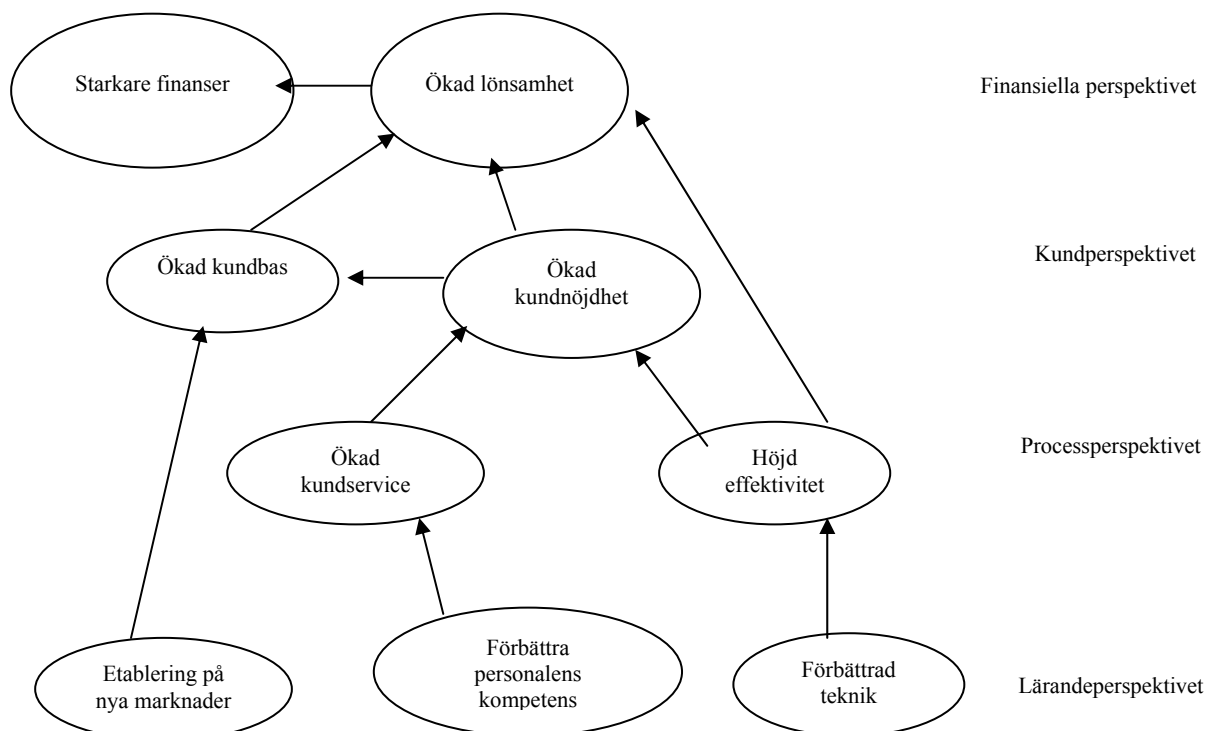 Starkare finanser
Ökad lönsamhet
Finansiella perspektivet
Ökad kundbas
Ökad
kundnöjdhet
Kundperspektivet
Ökad
kundservice
Höjd
effektivitet
Processperspektivet
Etablering på
nya marknader
Förbättra
personalens
kompetens
Förbättrad
teknik
Lärandeperspektivet